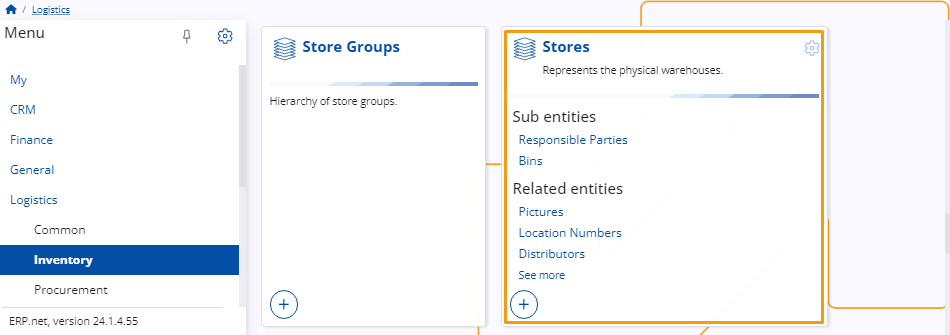 / Logistics
Menu
My
CRM
Finance
General
Logistics
Common
Inventory
Procurement
ERP.net, version 24.1.4.55
Store Groups
Hierarchy of store groups.
Stores
Represents the physical warehouses.
Sub entities
Responsible Parties
Bins
Related entities
Pictures
Location Numbers
Distributors
See more